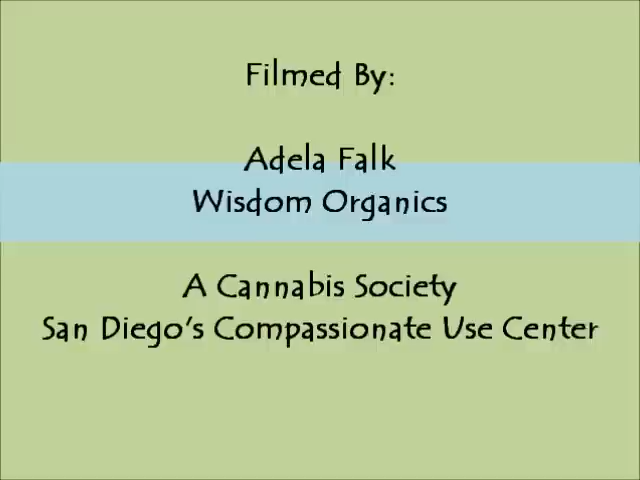 Filmed By:
Adela Falk
Wisdom Organics
A Cannabis Society
San Diego's Compassionate Use Center